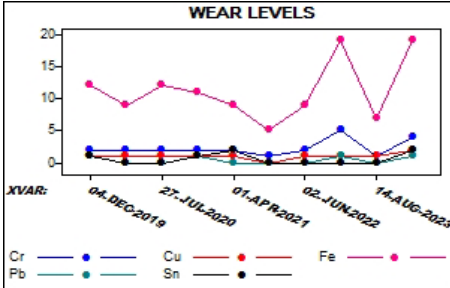 WEAR LEVELS
20
15
10
5
0
XVAR:
04-DEC-2019
27-JUL-2020
01-APR-2021
02-JUN-2022
14-AUG-2023
Cr Cu Fe
Pb Sn